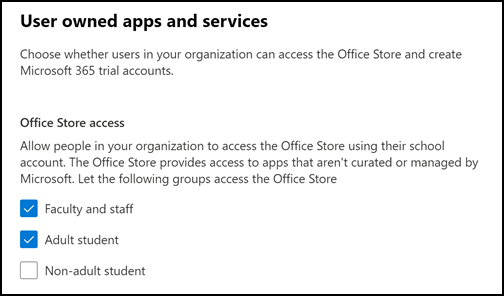 User owned apps and services
Choose whether users in your organization can access the Office Store and create
Microsoft 365 trial accounts.
Office Store access
Allow people in your organization to access the Office Store using their school
account. The Office Store provides access to apps that aren't curated or managed by
Microsoft. Let the following groups access the Office Store
Faculty and staff
Adult student
Non-adult student